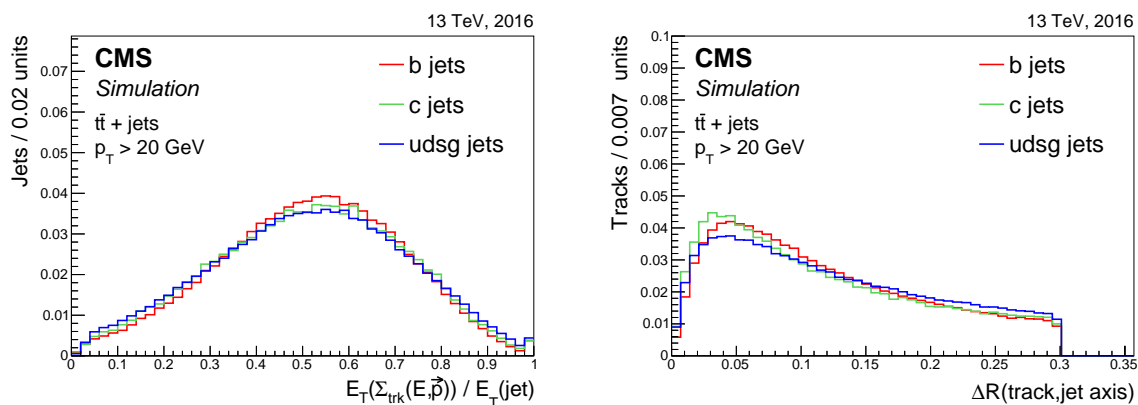 13 TeV, 2016
CMS
Simulation
tt̄ + jets
p_T > 20 GeV
b jets
c jets
udsg jets
Jets / 0.02 units
0.07
0.06
0.05
0.04
0.03
0.02
0.01
0
0 0.1 0.2 0.3 0.4 0.5 0.6 0.7 0.8 0.9 1
E_T(Σ_trk(E,p⃗)) / E_T(jet)
13 TeV, 2016
CMS
Simulation
tt̄ + jets
p_T > 20 GeV
b jets
c jets
udsg jets
Tracks / 0.007 units
0.1
0.09
0.08
0.07
0.06
0.05
0.04
0.03
0.02
0.01
0
0 0.05 0.1 0.15 0.2 0.25 0.3 0.35
ΔR(track,jet axis)